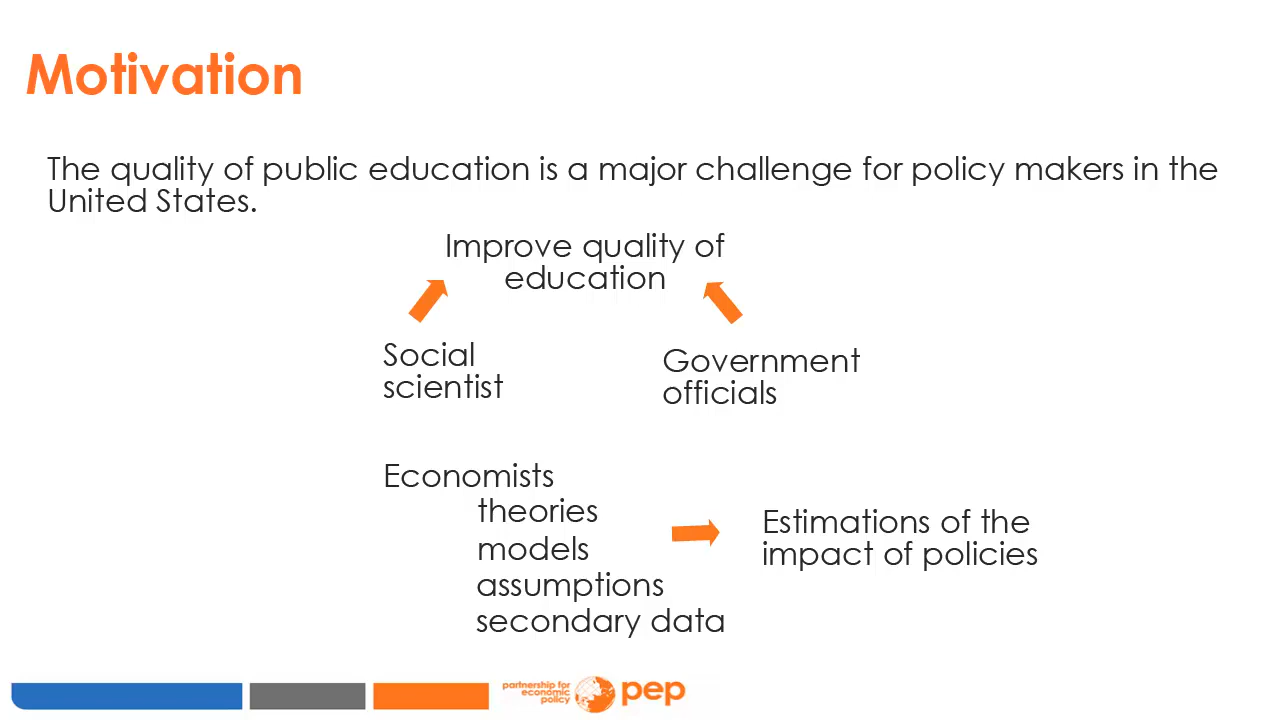 Motivation
The quality of public education is a major challenge for policy makers in the
United States.
Improve quality of
education
Social
scientist
Government
officials
Economists
theories
models
assumptions
secondary data
Estimations of the
impact of policies
partnership for
economic
policy
pep